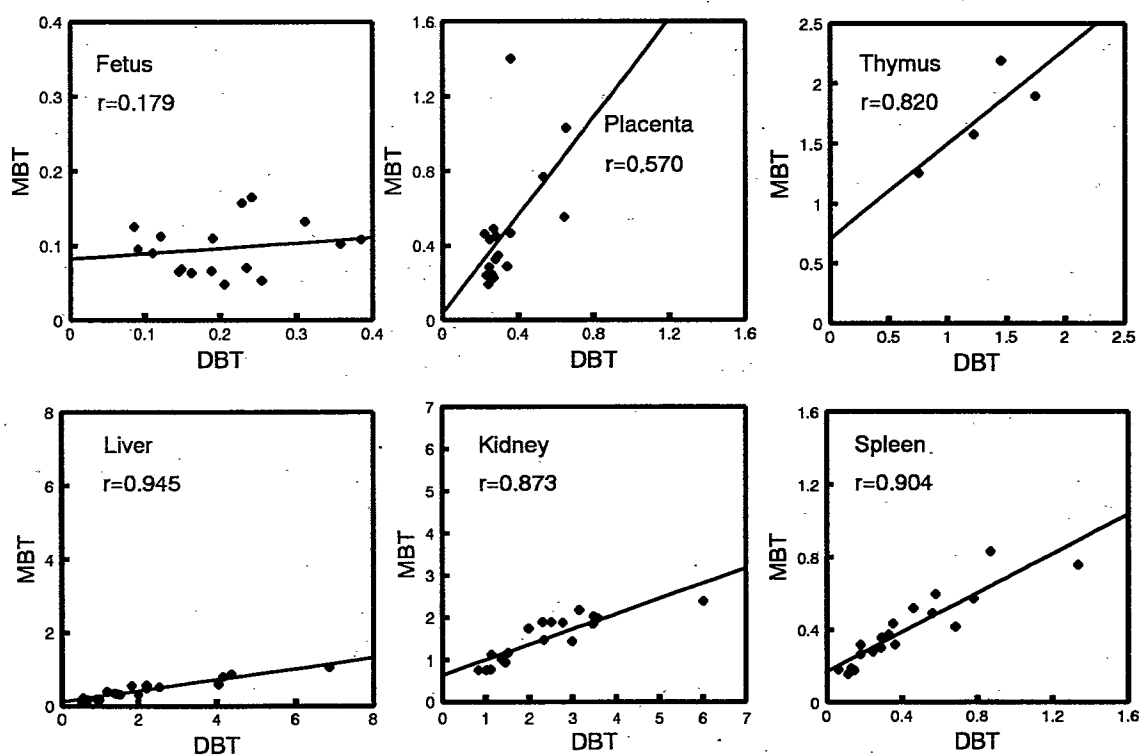 0.4
Fetus
r=0.179
0.3
MBT
0.2
0.1
0
0 0.1 0.2 0.3 0.4
DBT
1.6
1.2
Placenta
r=0.570
MBT
0.8
0.4
0
0 0.4 0.8 1.2 1.6
DBT
2.5
Thymus
r=0.820
2
1.5
MBT
1
0.5
0
0 0.5 1 1.5 2 2.5
DBT
8
Liver
r=0.945
6
MBT
4
2
0
0 2 4 6 8
DBT
7
Kidney
r=0.873
6
5
4
MBT
3
2
1
0
0 1 2 3 4 5 6 7
DBT
1.6
Spleen
r=0.904
1.2
MBT
0.8
0.4
0
0 0.4 0.8 1.2 1.6
DBT